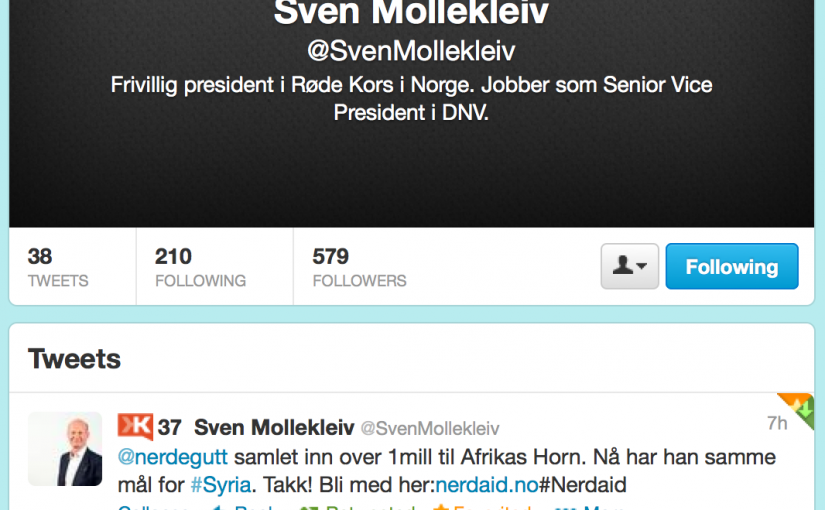 Sven Mollekleiv
@SvenMollekleiv
Frivillig president i Røde Kors i Norge. Jobber som Senior Vice
President i DNV.
38 210 579
TWEETS FOLLOWING FOLLOWERS
Following
Tweets
K 37 Sven Mollekleiv @SvenMollekleiv 7h
@nerdegutt samlet inn over 1mill til Afrikas Horn. Nå har han samme
mål for #Syria. Takk! Bli med her:nerdaid.no#Nerdaid